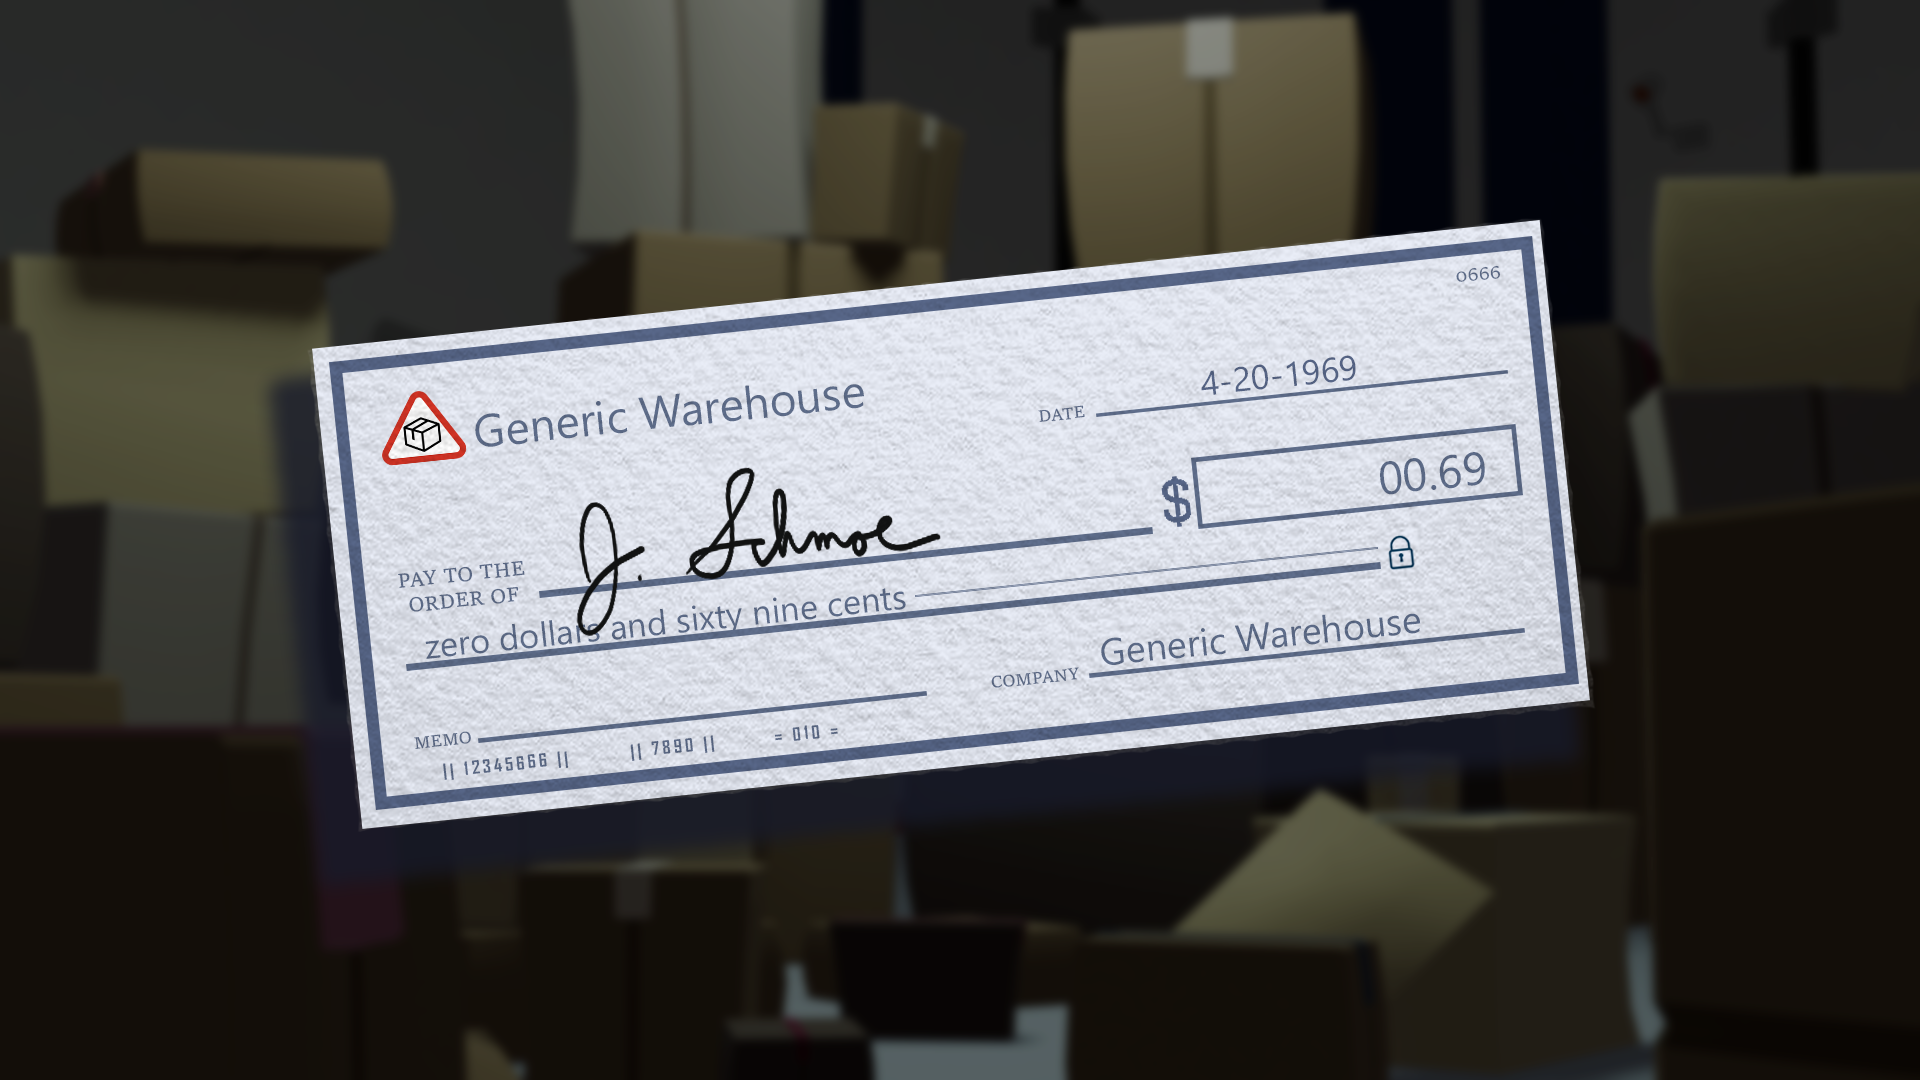 o666
Generic Warehouse
DATE 4-20-1969
$ 00.69
PAY TO THE
ORDER OF J. Schmoe
zero dollars and sixty nine cents
MEMO
COMPANY Generic Warehouse
|| 12345666 || || 7890 || = 010 =